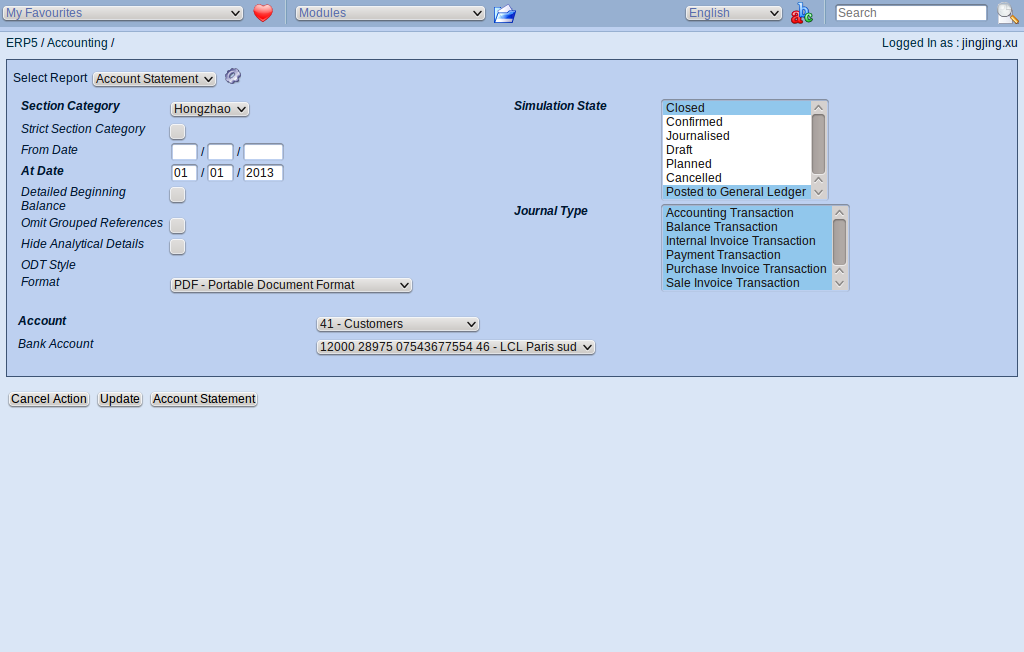 My Favourites Modules English Search
ERP5 / Accounting / Logged In as : jingjing.xu
Select Report Account Statement
Section Category Hongzhao
Strict Section Category
From Date / /
At Date 01 / 01 / 2013
Detailed Beginning
Balance
Omit Grouped References
Hide Analytical Details
ODT Style
Format PDF - Portable Document Format
Simulation State
Closed
Confirmed
Journalised
Draft
Planned
Cancelled
Posted to General Ledger
Journal Type
Accounting Transaction
Balance Transaction
Internal Invoice Transaction
Payment Transaction
Purchase Invoice Transaction
Sale Invoice Transaction
Account 41 - Customers
Bank Account 12000 28975 07543677554 46 - LCL Paris sud
Cancel Action Update Account Statement